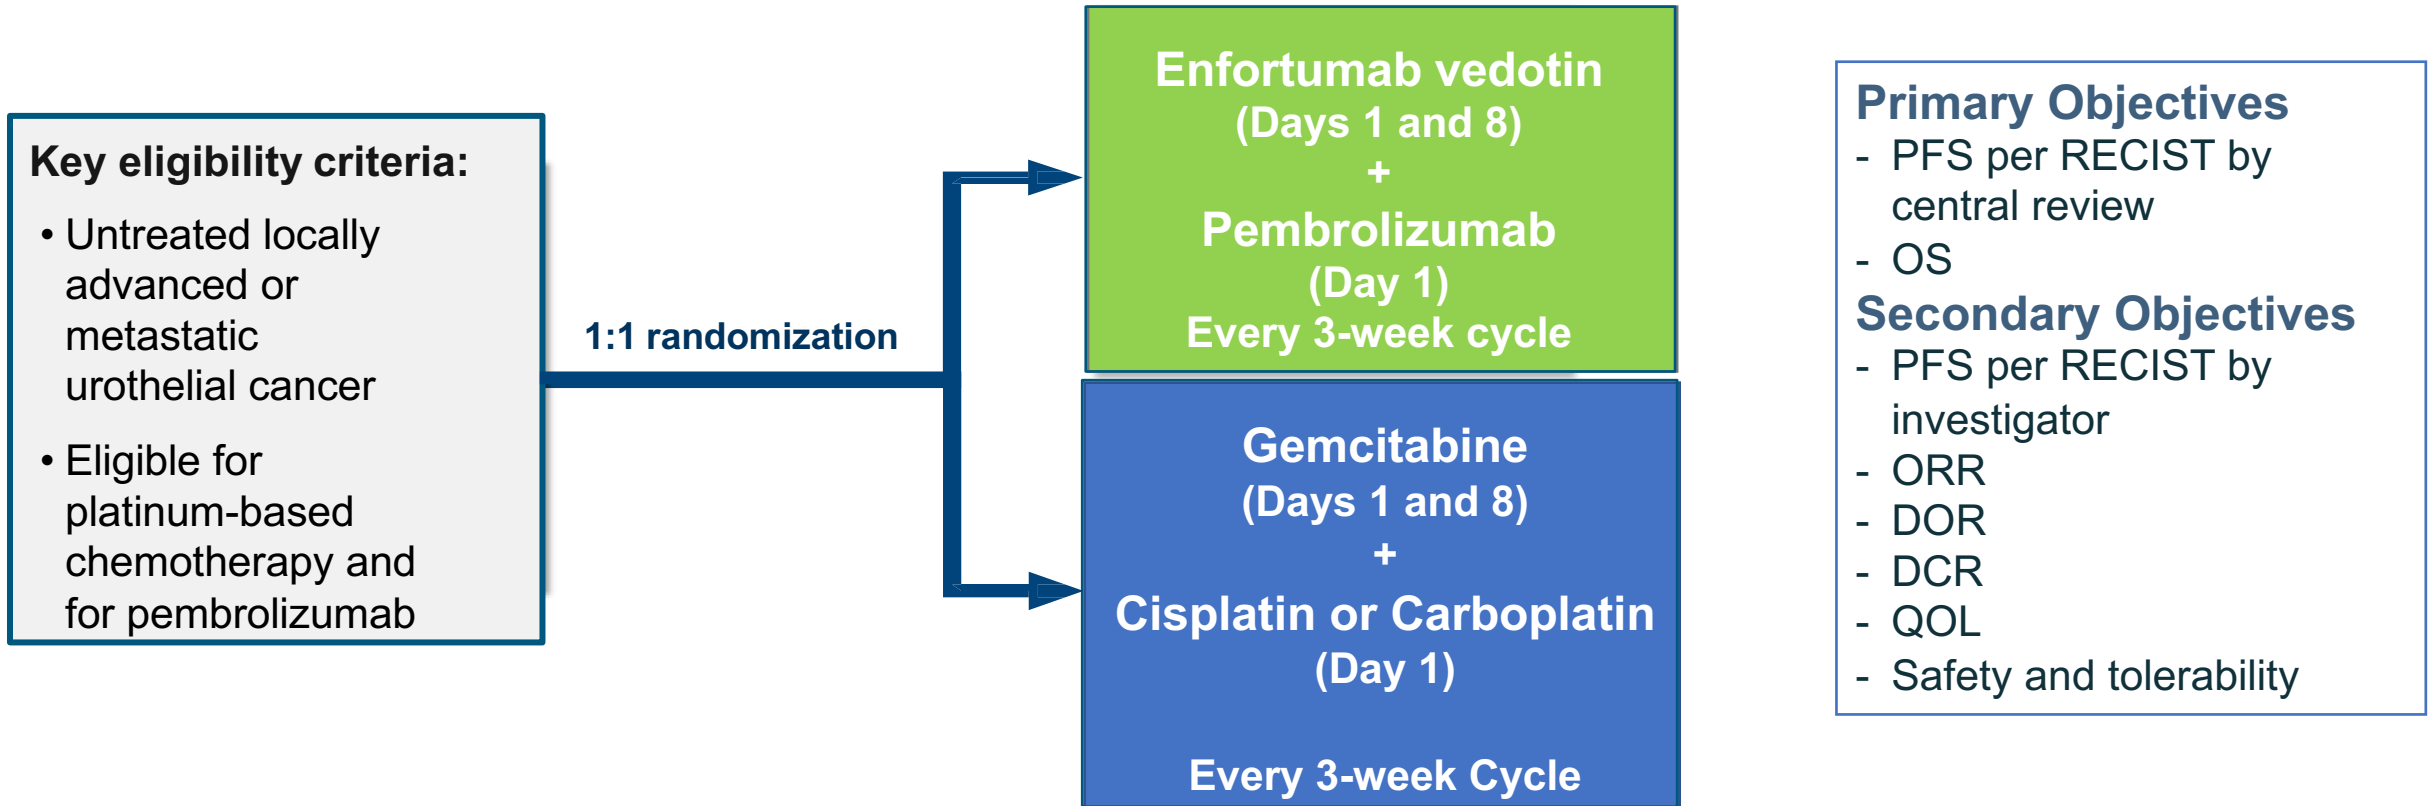 Key eligibility criteria:
• Untreated locally
advanced or
metastatic
urothelial cancer
• Eligible for
platinum-based
chemotherapy and
for pembrolizumab
1:1 randomization
Enfortumab vedotin
(Days 1 and 8)
+
Pembrolizumab
(Day 1)
Every 3-week cycle
Gemcitabine
(Days 1 and 8)
+
Cisplatin or Carboplatin
(Day 1)
Every 3-week Cycle
Primary Objectives
- PFS per RECIST by
central review
- OS
Secondary Objectives
- PFS per RECIST by
investigator
- ORR
- DOR
- DCR
- QOL
- Safety and tolerability